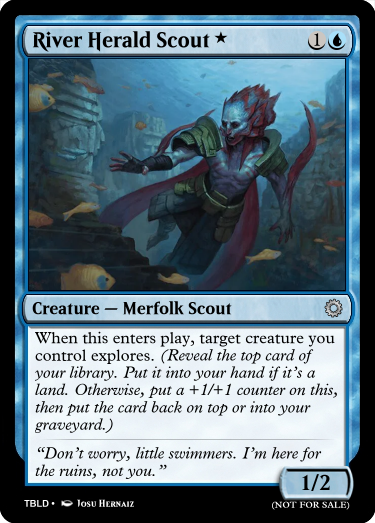 River Herald Scout ★ 1
Creature — Merfolk Scout
When this enters play, target creature you
control explores. (Reveal the top card of
your library. Put it into your hand if it's a
land. Otherwise, put a +1/+1 counter on this,
then put the card back on top or into your
graveyard.)
"Don't worry, little swimmers. I'm here for
the ruins, not you."
1/2
TBLD • Josu Hernaiz
(NOT FOR SALE)